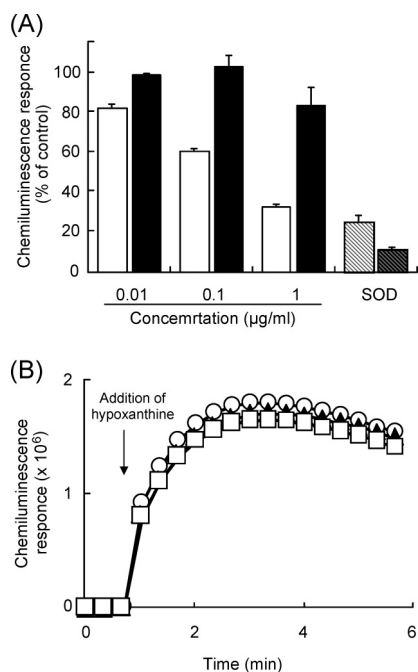 (A)
Chemiluminescence responce
(% of control)
100
80
60
40
20
0
0.01 0.1 1 SOD
Concemrtation (µg/ml)
(B)
Addition of
hypoxanthine
Chemiluminescence
responce (x 10⁶)
2
1
0
0 2 4 6
Time (min)